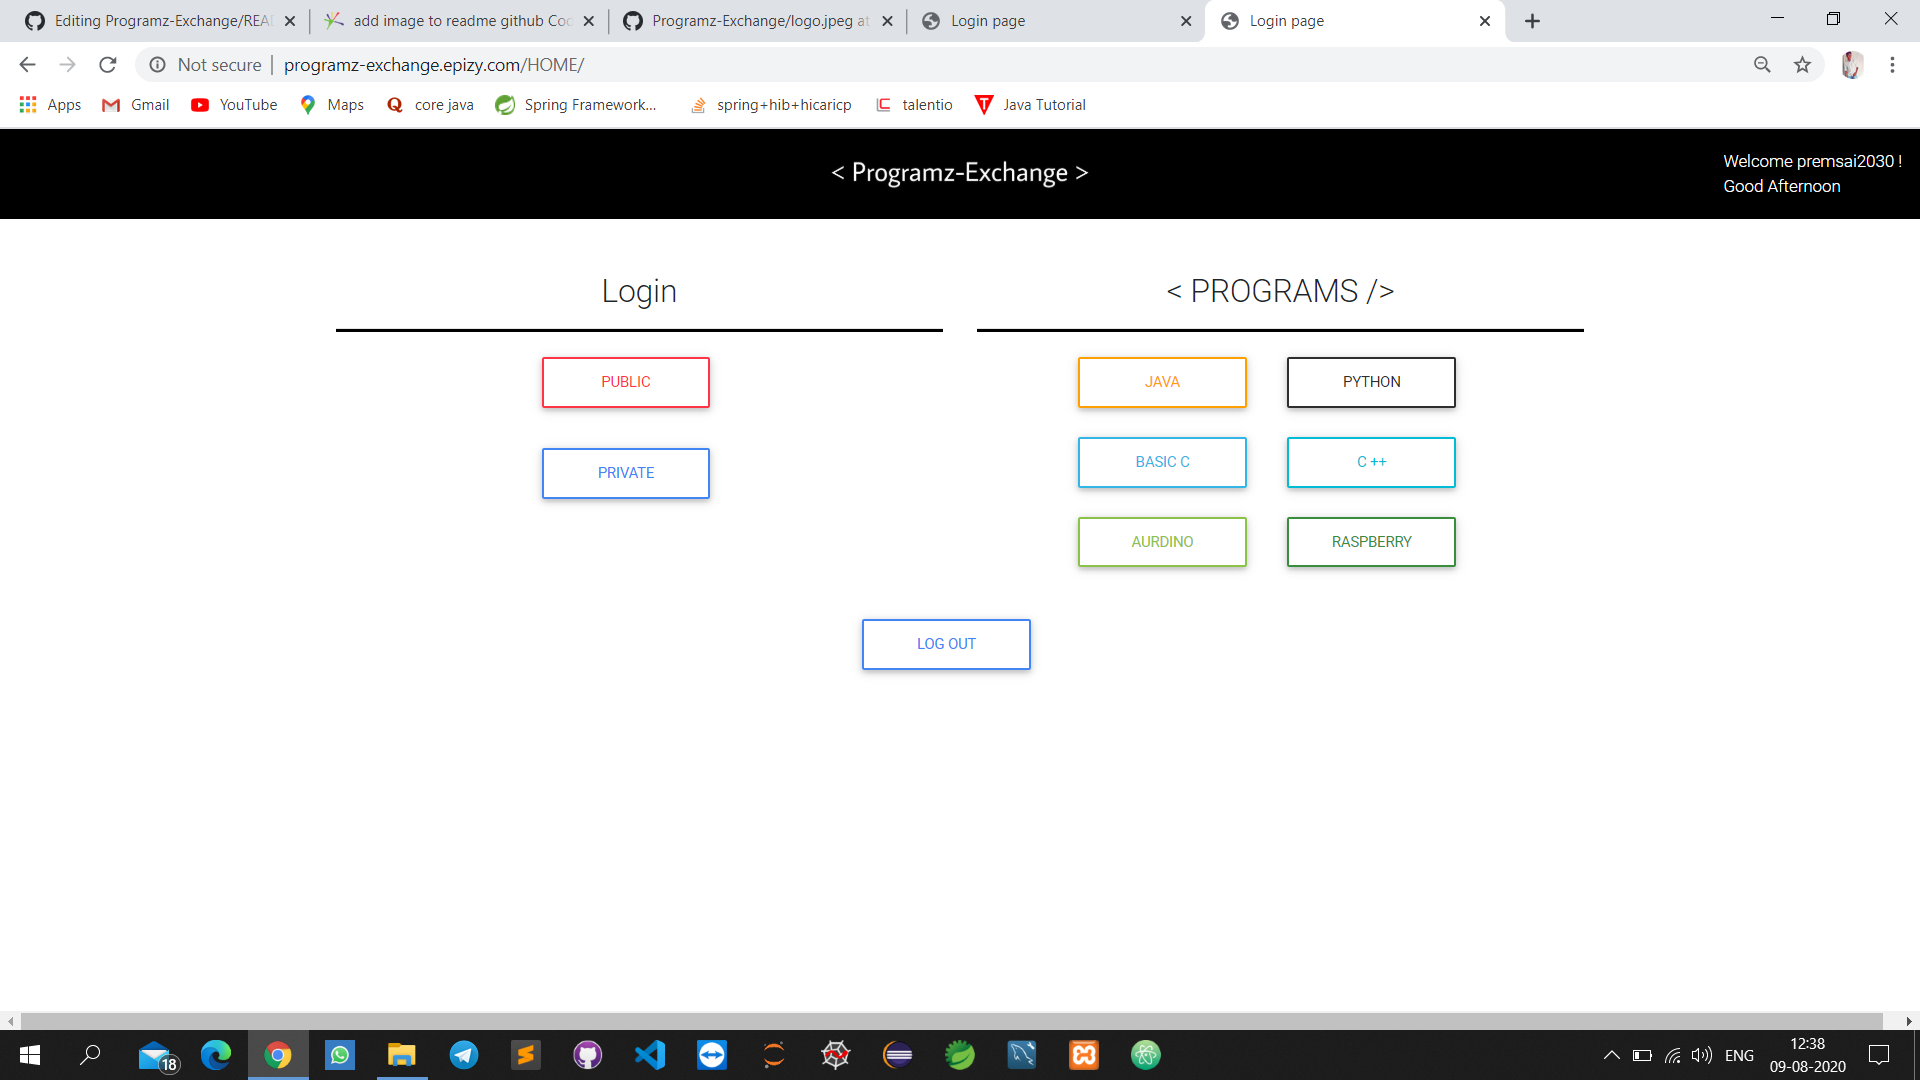 Editing Programz-Exchange/REA
add image to readme github Coc
Programz-Exchange/logo.jpeg at
Login page
Login page
Not secure | programz-exchange.epizy.com/HOME/
Apps
Gmail
YouTube
Maps
core java
Spring Framework...
spring+hib+hicaricp
talentio
Java Tutorial
< Programz-Exchange >
Welcome premsai2030 !
Good Afternoon
Login
PUBLIC
PRIVATE
< PROGRAMS />
JAVA
PYTHON
BASIC C
C ++
AURDINO
RASPBERRY
LOG OUT
18
ENG
12:38
09-08-2020